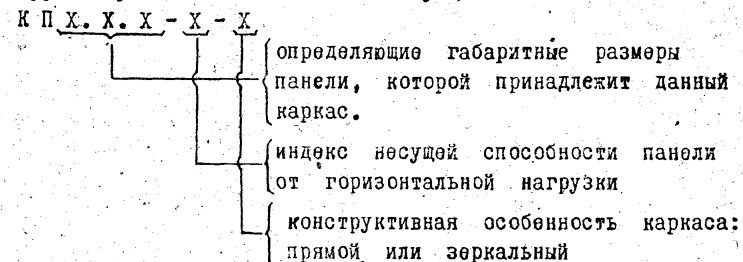 К П Х. Х. Х - Х - Х
определяющие габаритные размеры
панели, которой принадлежит данный
каркас.
индекс несущей способности панели
от горизонтальной нагрузки
конструктивная особенность каркаса:
прямой или зеркальный